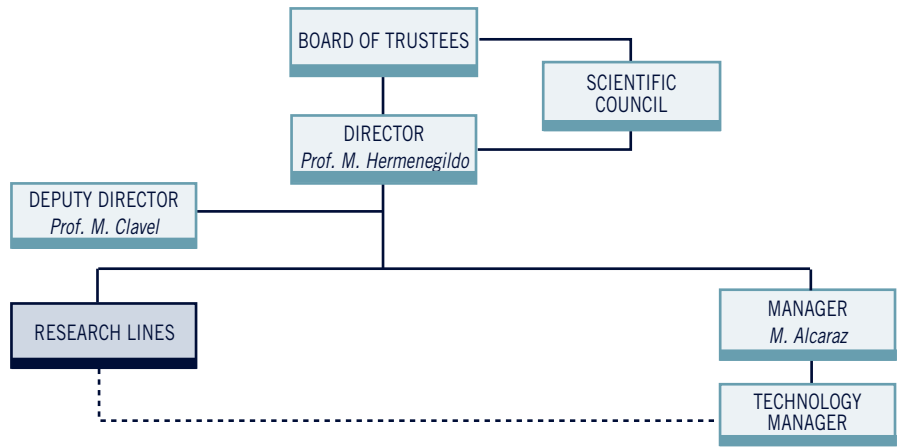 BOARD OF TRUSTEES
SCIENTIFIC
COUNCIL
DIRECTOR
Prof. M. Hermenegildo
DEPUTY DIRECTOR
Prof. M. Clavel
RESEARCH LINES
MANAGER
M. Alcaraz
TECHNOLOGY
MANAGER